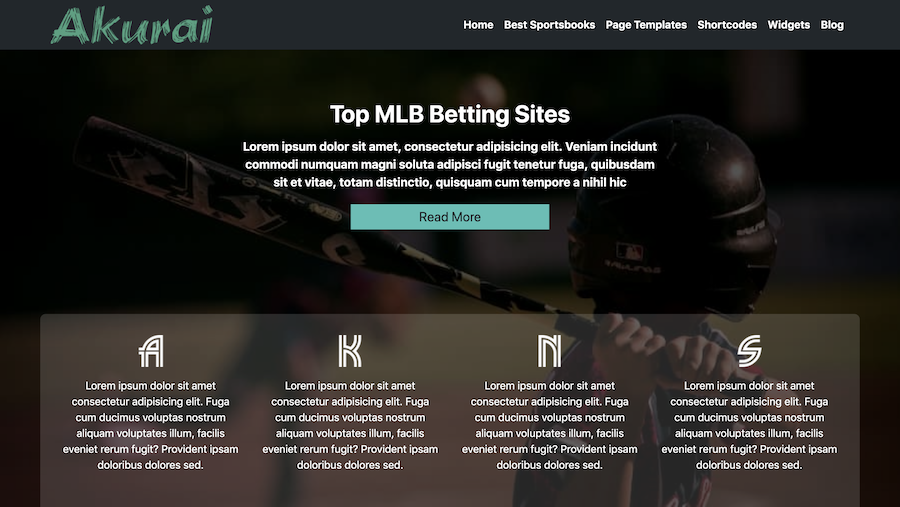 Akurai
Home Best Sportsbooks Page Templates Shortcodes Widgets Blog
Top MLB Betting Sites
Lorem ipsum dolor sit amet, consectetur adipisicing elit. Veniam incidunt
commodi numquam magni soluta adipisci fugit tenetur fuga, quibusdam
sit et vitae, totam distinctio, quisquam cum tempore a nihil hic
Read More
A
Lorem ipsum dolor sit amet
consectetur adipisicing elit. Fuga
cum ducimus voluptas nostrum
aliquam voluptates illum, facilis
eveniet rerum fugit? Provident ipsam
doloribus dolores sed.
K
Lorem ipsum dolor sit amet
consectetur adipisicing elit. Fuga
cum ducimus voluptas nostrum
aliquam voluptates illum, facilis
eveniet rerum fugit? Provident ipsam
doloribus dolores sed.
N
Lorem ipsum dolor sit amet
consectetur adipisicing elit. Fuga
cum ducimus voluptas nostrum
aliquam voluptates illum, facilis
eveniet rerum fugit? Provident ipsam
doloribus dolores sed.
S
Lorem ipsum dolor sit amet
consectetur adipisicing elit. Fuga
cum ducimus voluptas nostrum
aliquam voluptates illum, facilis
eveniet rerum fugit? Provident ipsam
doloribus dolores sed.